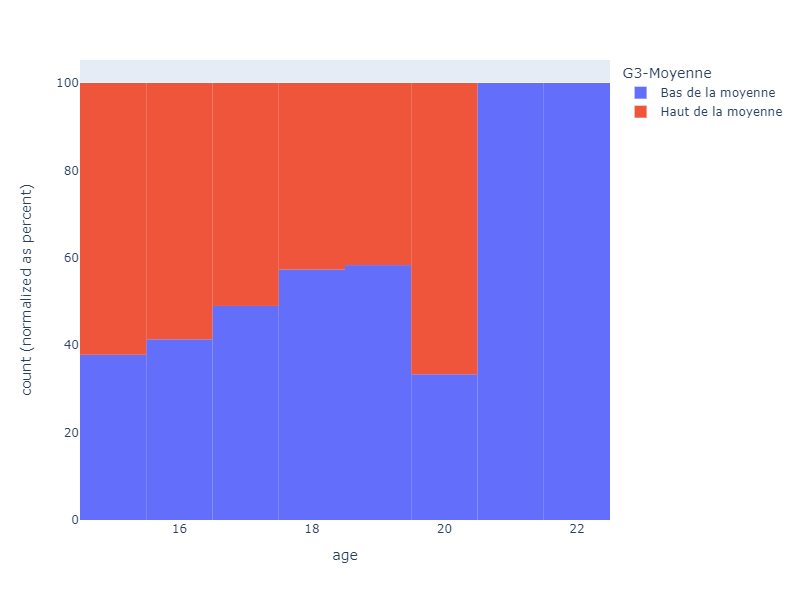 G3-Moyenne
Bas de la moyenne
Haut de la moyenne
count (normalized as percent)
100
80
60
40
20
0
16 18 20 22
age